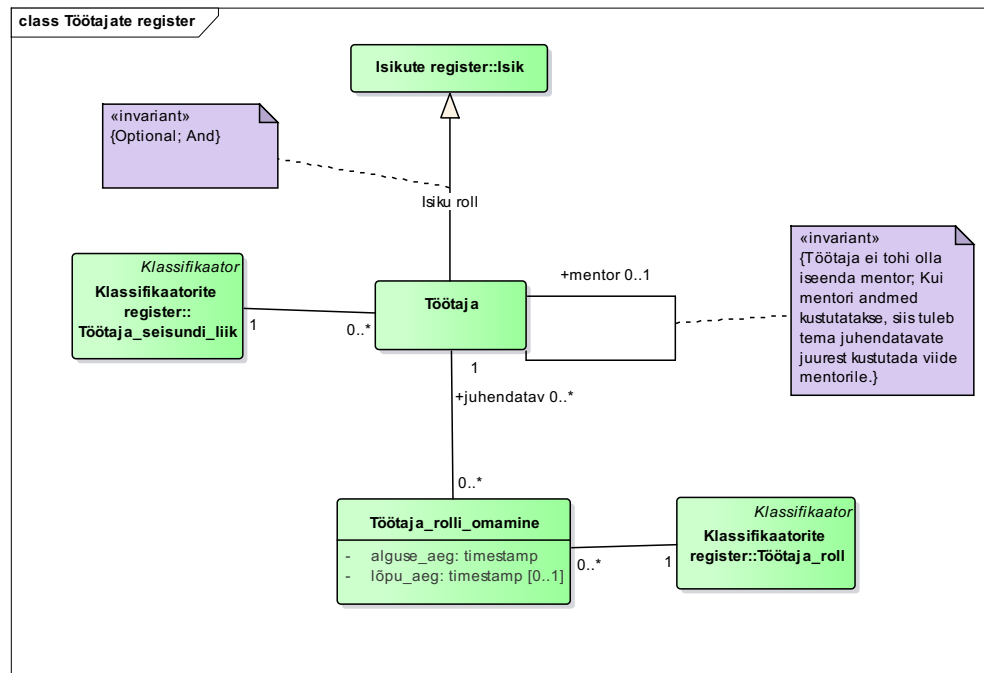 class Töötajate register
Isikute register::Isik
«invariant»
{Optional; And}
Isiku roll
«invariant»
{Töötaja ei tohi olla
iseenda mentor; Kui
mentori andmed
kustutatakse, siis tuleb
tema juhendatavate
juurest kustutada viide
mentorile.}
Klassifikaator
Klassifikaatorite
register::
Töötaja_seisundi_liik
1
0..*
Töötaja
+mentor 0..1
1
+juhendatav 0..*
0..*
Töötaja_rolli_omamine
- alguse_aeg: timestamp
- lõpu_aeg: timestamp [0..1]
0..*
1
Klassifikaator
Klassifikaatorite
register::Töötaja_roll